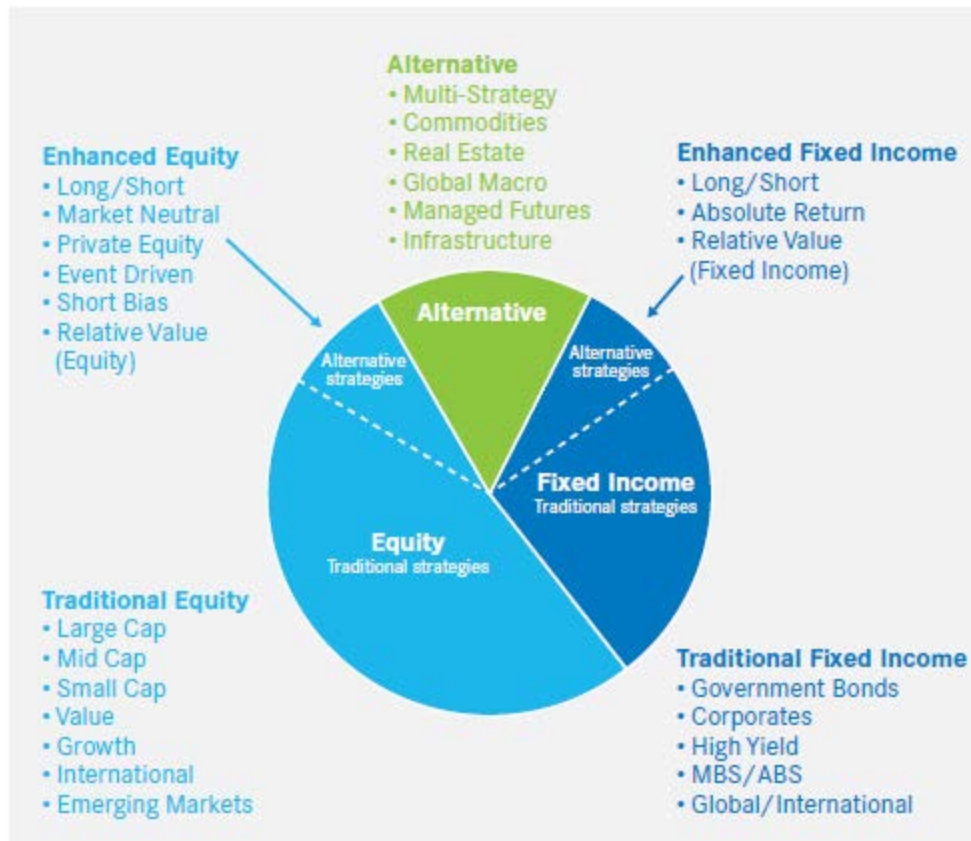 Alternative
• Multi-Strategy
• Commodities
• Real Estate
• Global Macro
• Managed Futures
• Infrastructure
Enhanced Equity
• Long/Short
• Market Neutral
• Private Equity
• Event Driven
• Short Bias
• Relative Value
(Equity)
Enhanced Fixed Income
• Long/Short
• Absolute Return
• Relative Value
(Fixed Income)
Alternative
Alternative
strategies
Alternative
strategies
Fixed Income
Traditional strategies
Equity
Traditional strategies
Traditional Equity
• Large Cap
• Mid Cap
• Small Cap
• Value
• Growth
• International
• Emerging Markets
Traditional Fixed Income
• Government Bonds
• Corporates
• High Yield
• MBS/ABS
• Global/International